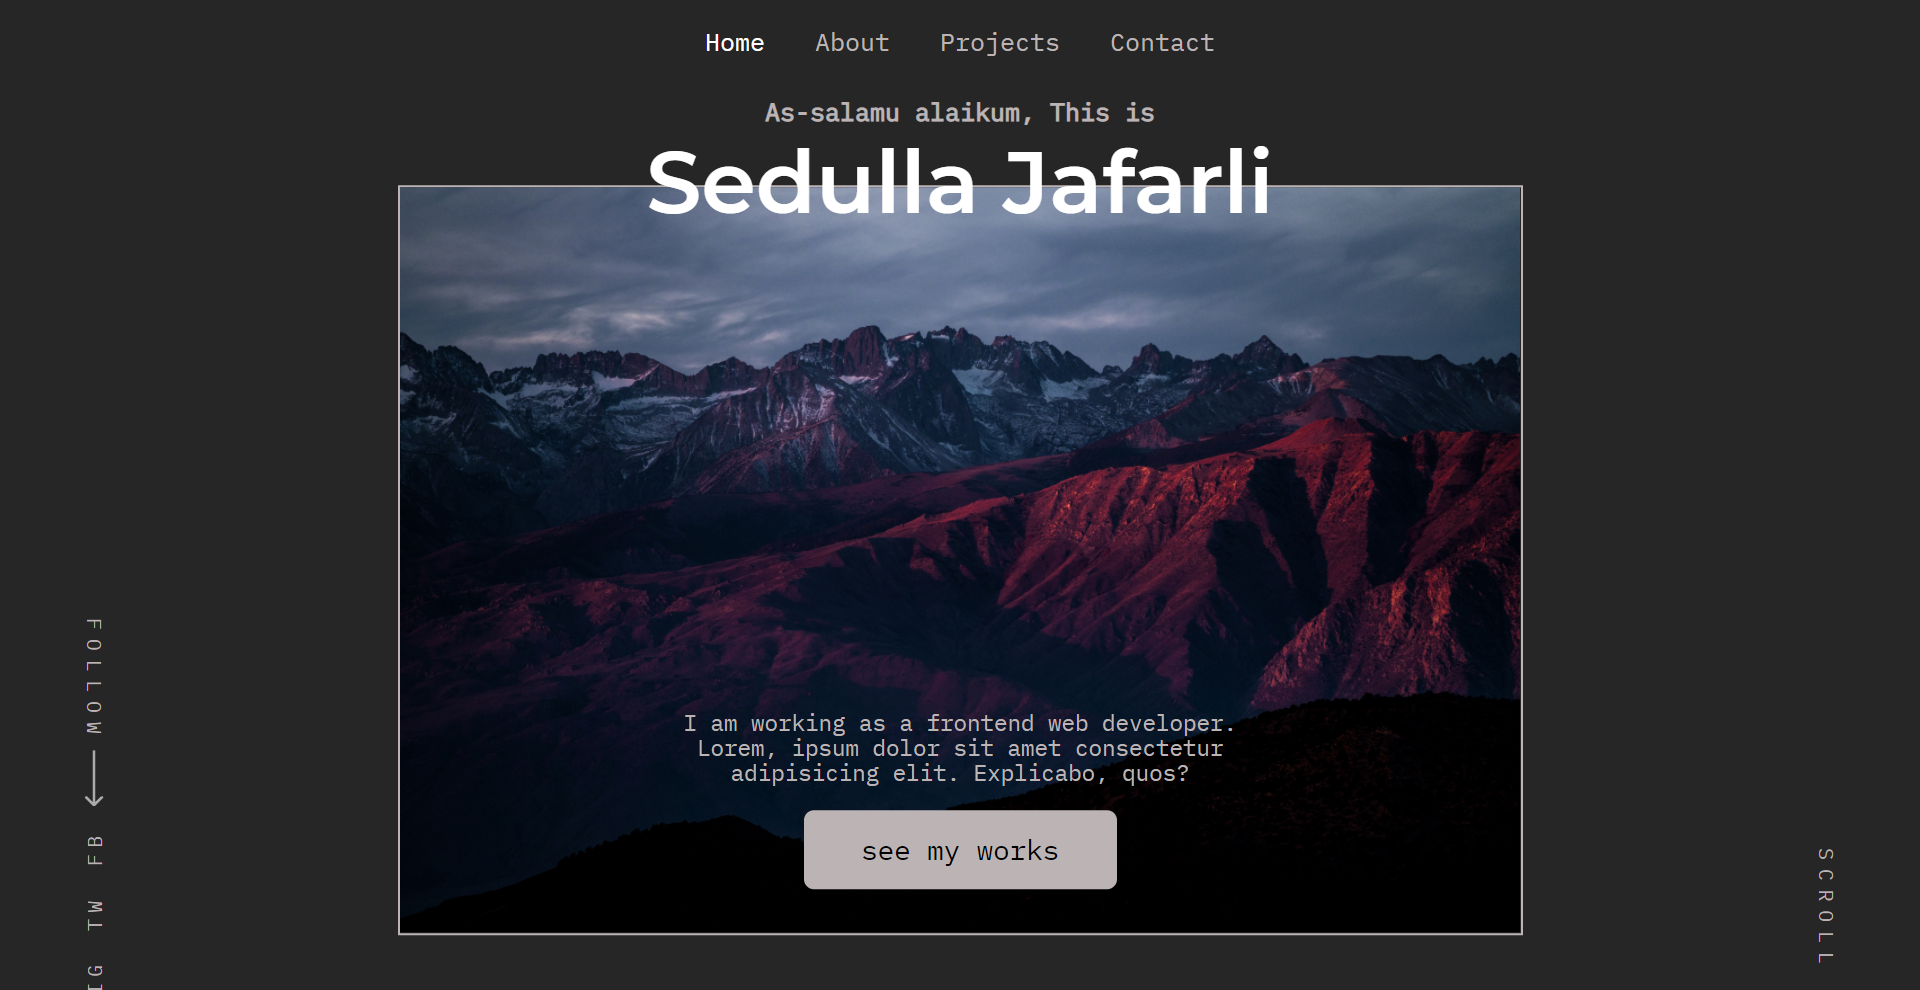 Home About Projects Contact
As-salamu alaikum, This is
Sedulla Jafarli
I am working as a frontend web developer.
Lorem, ipsum dolor sit amet consectetur
adipisicing elit. Explicabo, quos?
see my works
FOLLOW
FB
TW
IG
SCROLL